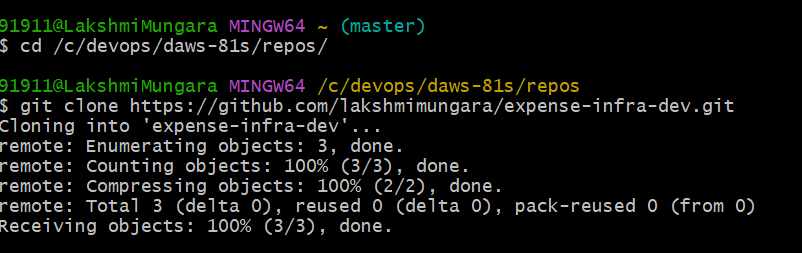 91911@LakshmiMungara MINGW64 ~ (master)
$ cd /c/devops/daws-81s/repos/
91911@LakshmiMungara MINGW64 /c/devops/daws-81s/repos
$ git clone https://github.com/lakshmimungara/expense-infra-dev.git
Cloning into 'expense-infra-dev'...
remote: Enumerating objects: 3, done.
remote: Counting objects: 100% (3/3), done.
remote: Compressing objects: 100% (2/2), done.
remote: Total 3 (delta 0), reused 0 (delta 0), pack-reused 0 (from 0)
Receiving objects: 100% (3/3), done.